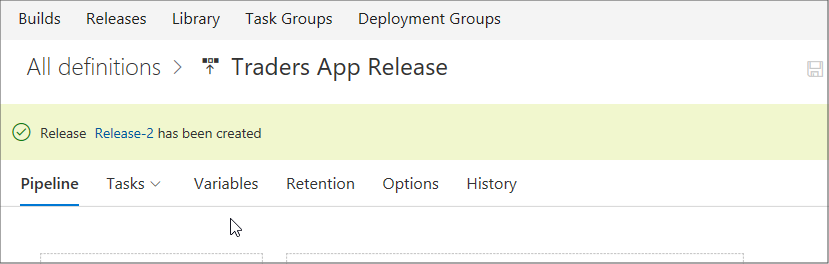 Builds Releases Library Task Groups Deployment Groups
All definitions > Traders App Release
Release Release-2 has been created
Pipeline Tasks Variables Retention Options History